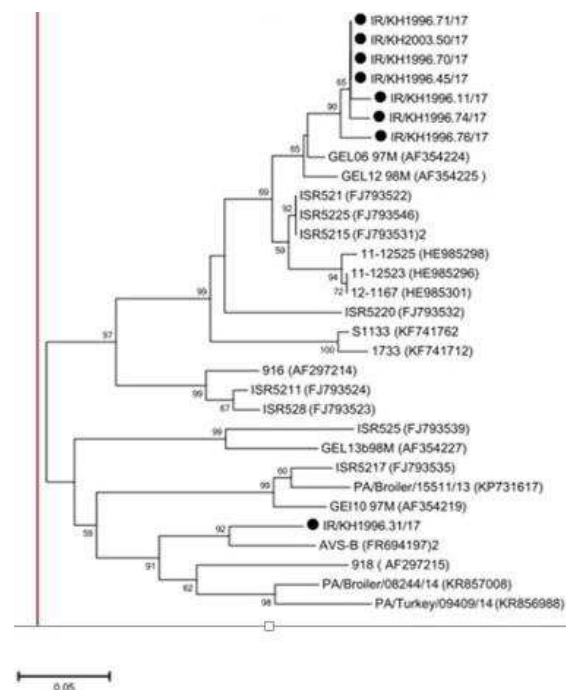 IR/KH1996.71/17
IR/KH2003.50/17
IR/KH1996.70/17
IR/KH1996.45/17
65
IR/KH1996.11/17
90
IR/KH1996.74/17
IR/KH1996.76/17
65
GEL06 97M (AF354224)
GEL12 98M (AF354225 )
69
ISR521 (FJ793522)
92
ISR5225 (FJ793546)
ISR5215 (FJ793531)2
59
11-12525 (HE985298)
94
11-12523 (HE985296)
72
12-1167 (HE985301)
99
ISR5220 (FJ793532)
S1133 (KF741762
100
1733 (KF741712)
57
916 (AF297214)
99
ISR5211 (FJ793524)
67
ISR528 (FJ793523)
99
ISR525 (FJ793539)
GEL13b98M (AF354227)
60
ISR5217 (FJ793535)
99
PA/Broiler/15511/13 (KP731617)
GEI10 97M (AF354219)
59
IR/KH1996.31/17
92
AVS-B (FR694197)2
91
918 ( AF297215)
62
PA/Broiler/08244/14 (KR857008)
98
PA/Turkey/09409/14 (KR856988)
0.05